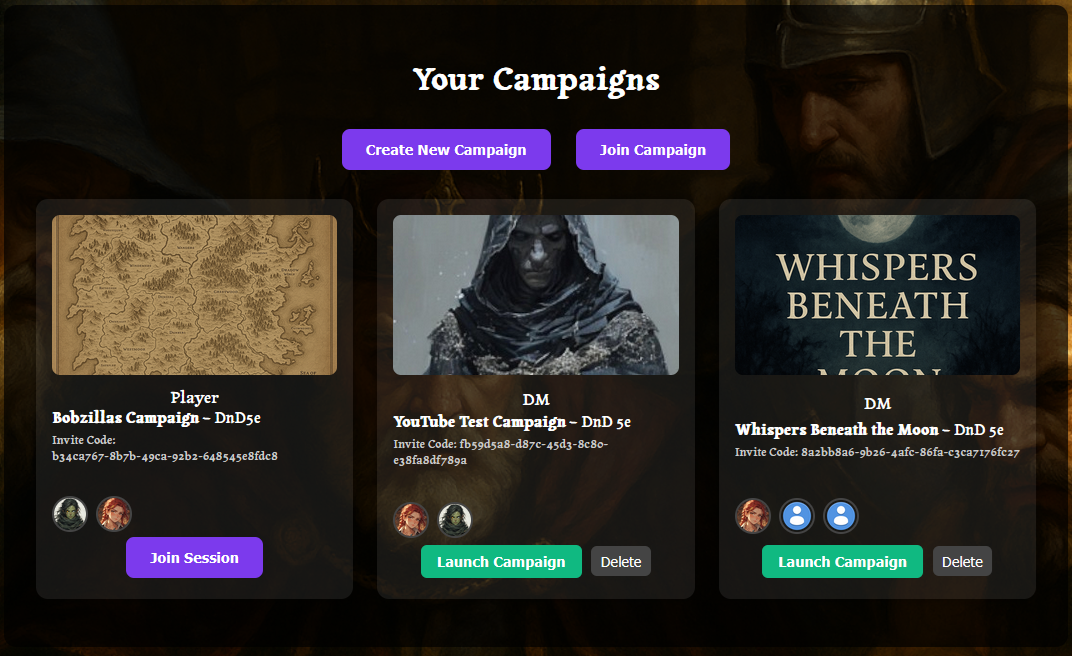 Your Campaigns
Create New Campaign
Join Campaign
Player
Bobzillas Campaign – DnD5e
Invite Code:
b34ca767-8b7b-49ca-92b2-648545e8fdc8
Join Session
DM
YouTube Test Campaign – DnD 5e
Invite Code: fb59d5a8-d87c-45d3-8c80-
e38fa8df789a
Launch Campaign
Delete
WHISPERS
BENEATH
THE
MOON
DM
Whispers Beneath the Moon – DnD 5e
Invite Code: 8a2bb8a6-9b26-4afc-86fa-c3ca7176fc27
Launch Campaign
Delete